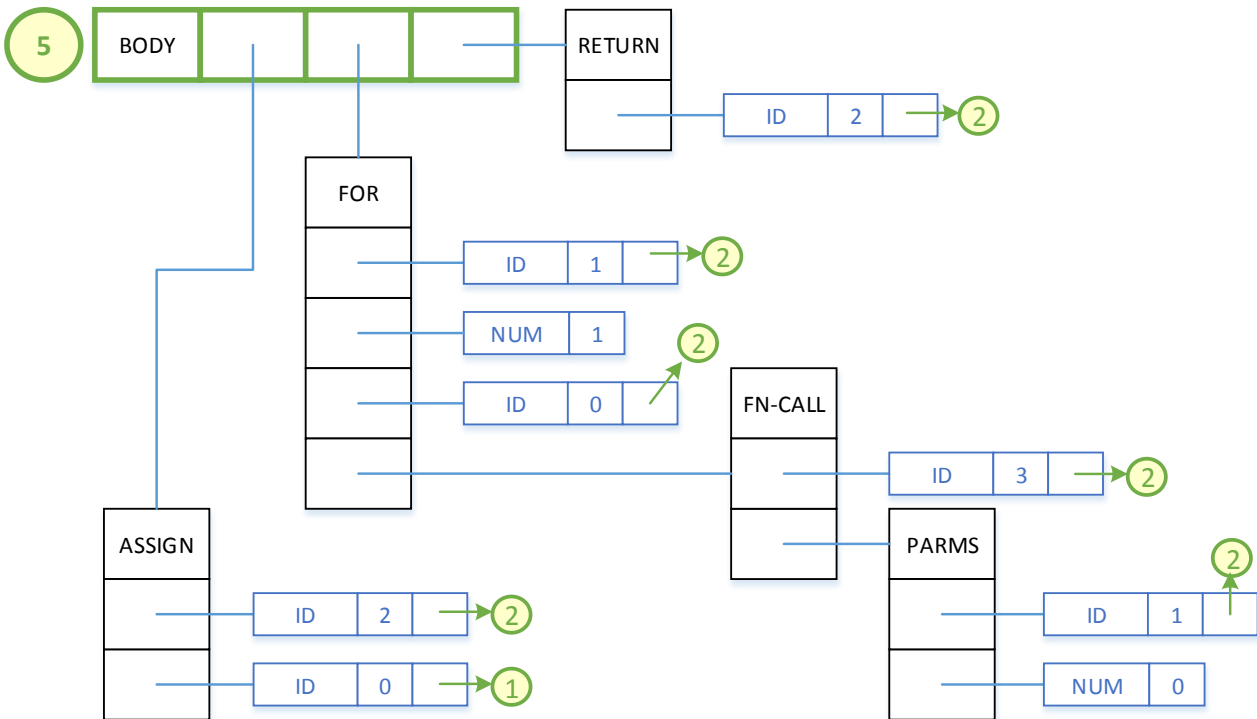 5 BODY RETURN
ID 2 2
FOR
ID 1 2
NUM 1
2
ID 0 FN-CALL
ID 3 2
ASSIGN PARMS
2
ID 2 2 ID 1
ID 0 1 NUM 0